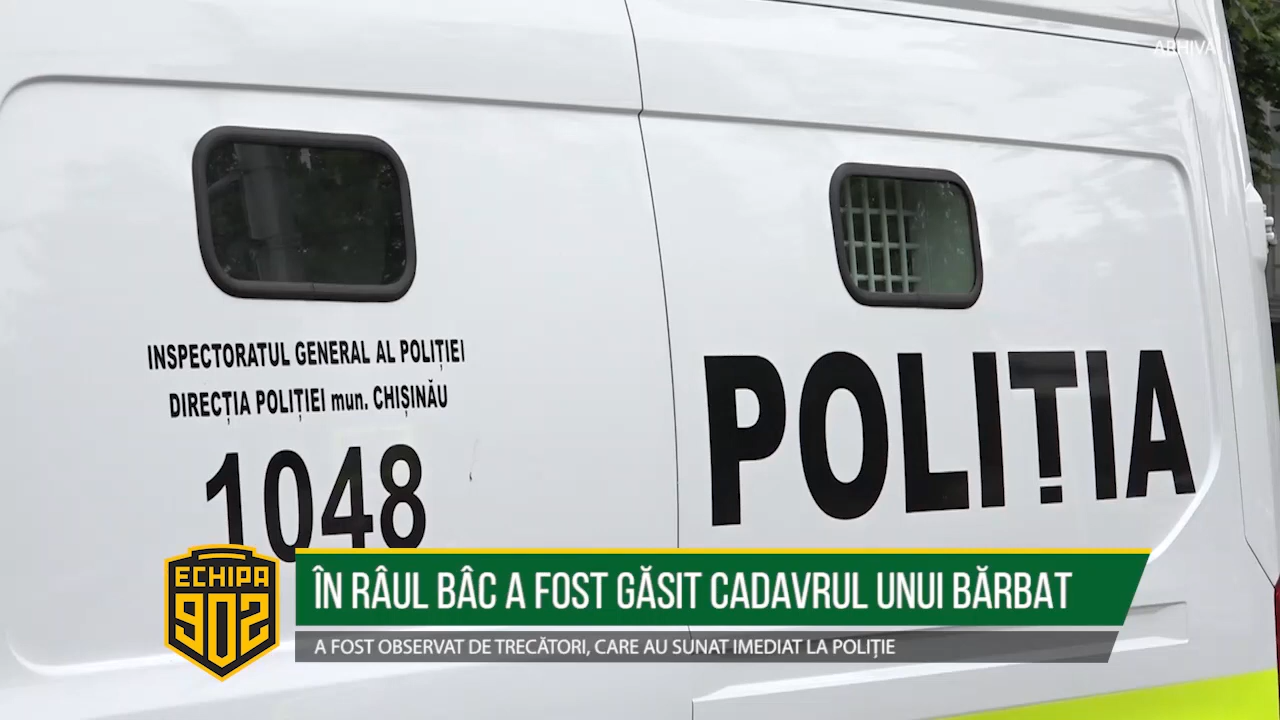 ARHIVA
INSPECTORATUL GENERAL AL POLIȚIEI
DIRECȚIA POLIȚIEI mun. CHIȘINĂU
1048
POLIȚIA
ECHIPA
902
ÎN RÂUL BÂC A FOST GĂSIT CADAVRUL UNUI BĂRBAT
A FOST OBSERVAT DE TRECĂTORI, CARE AU SUNAT IMEDIAT LA POLIȚIE